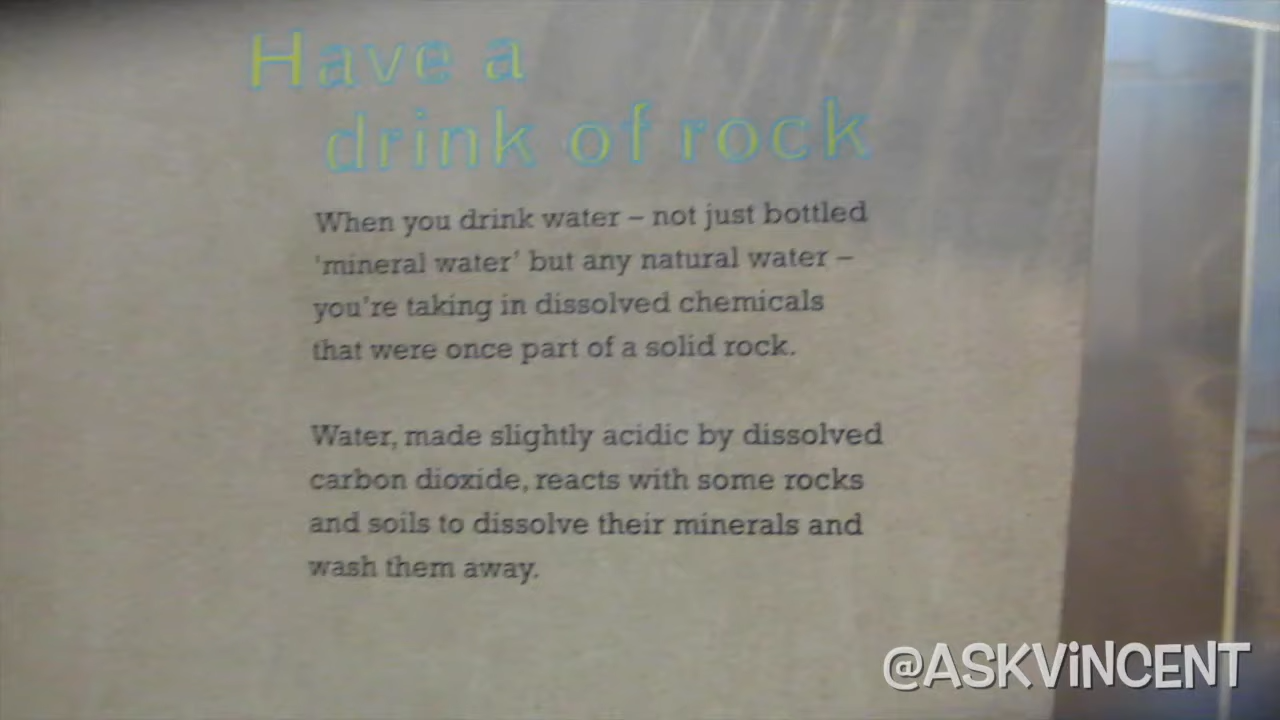 Have a
drink of rock
When you drink water – not just bottled
'mineral water' but any natural water –
you're taking in dissolved chemicals
that were once part of a solid rock.
Water, made slightly acidic by dissolved
carbon dioxide, reacts with some rocks
and soils to dissolve their minerals and
wash them away.
@ASKViNCENT